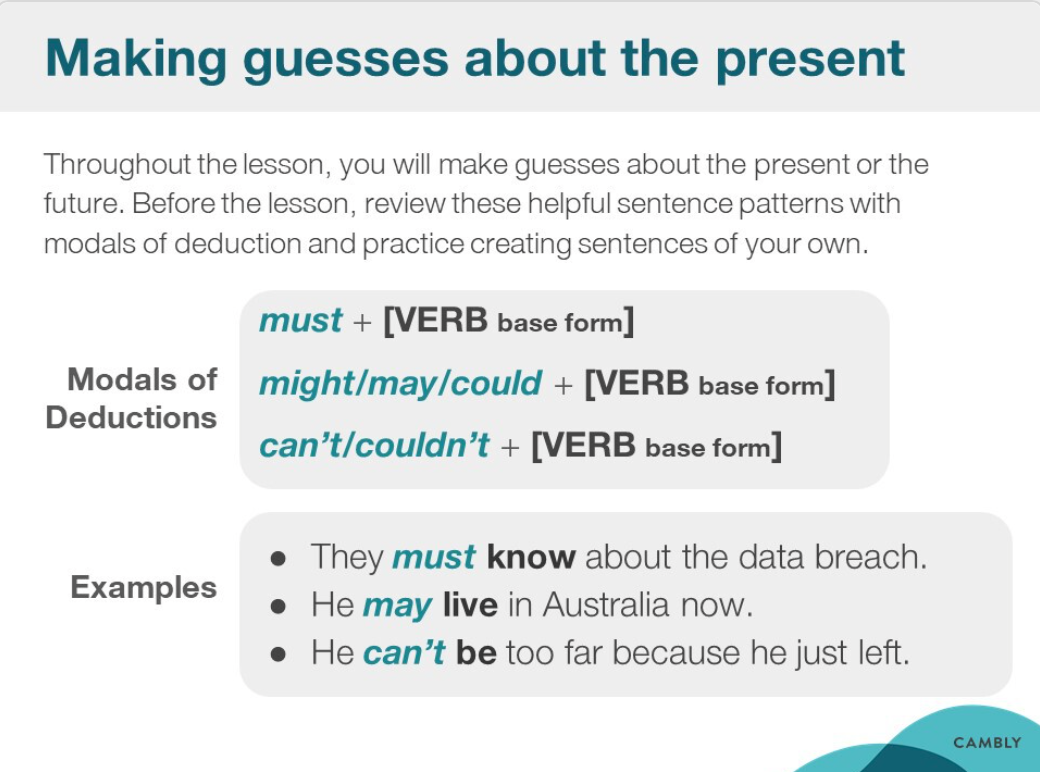 Making guesses about the present
Throughout the lesson, you will make guesses about the present or the
future. Before the lesson, review these helpful sentence patterns with
modals of deduction and practice creating sentences of your own.
Modals of
Deductions
must + [VERB base form]
might/may/could + [VERB base form]
can't/couldn't + [VERB base form]
Examples
● They must know about the data breach.
● He may live in Australia now.
● He can't be too far because he just left.
CAMBLY